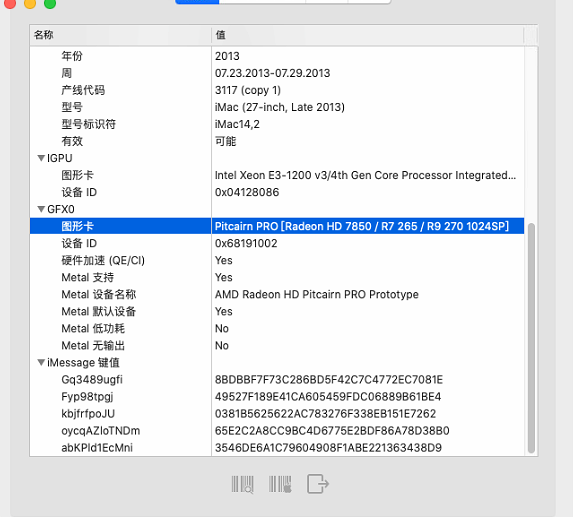 名称 值
年份 2013
周 07.23.2013-07.29.2013
产线代码 3117 (copy 1)
型号 iMac (27-inch, Late 2013)
型号标识符 iMac14,2
有效 可能
IGPU
图形卡 Intel Xeon E3-1200 v3/4th Gen Core Processor Integrated...
设备 ID 0x04128086
GFX0
图形卡 Pitcairn PRO [Radeon HD 7850 / R7 265 / R9 270 1024SP]
设备 ID 0x68191002
硬件加速 (QE/CI) Yes
Metal 支持 Yes
Metal 设备名称 AMD Radeon HD Pitcairn PRO Prototype
Metal 默认设备 Yes
Metal 低功耗 No
Metal 无输出 No
iMessage 键值
Gq3489ugfi 8BDBBF7F73C286BD5F42C7C4772EC7081E
Fyp98tpgj 49527F189E41CA605459FDC06889B61BE4
kbjfrfpoJU 0381B5625622AC783276F338EB151E7262
oycqAZloTNDm 65E2C2A8CC9BC4D6775E2BDF86A78D38B0
abKPld1EcMni 3546DE6A1C79604908F1ABE221363438D9